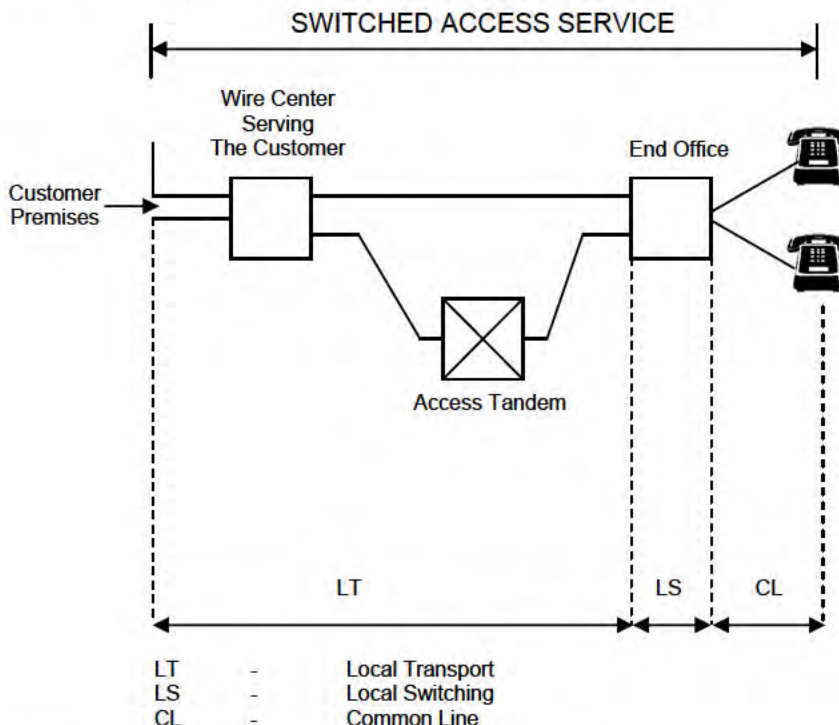 SWITCHED ACCESS SERVICE
Wire Center
Serving
The Customer
End Office
Customer
Premises
Access Tandem
LT LS CL
LT - Local Transport
LS - Local Switching
CL - Common Line